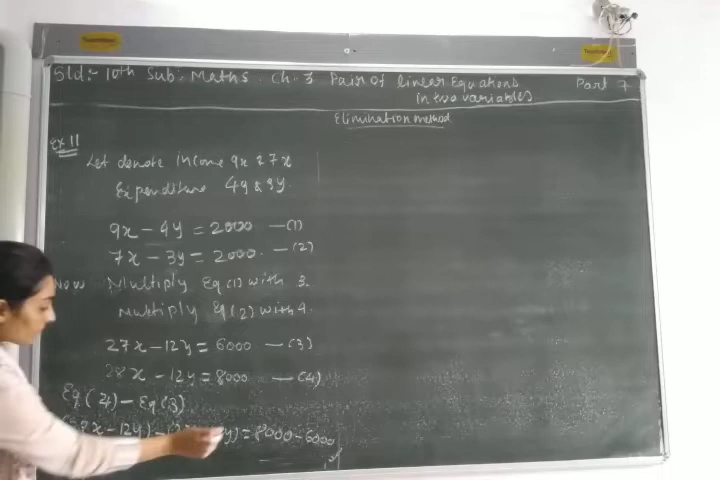 Std:- 10th Sub:- Maths. Ch. 3 Pair of linear Equations
(in two variables)
Part 7
Elimination method
Ex 11
Let denote income 9x & 7x
Expenditure 4y & 3y.
9x - 4y = 2000 - (1)
7x - 3y = 2000. - (2)
Now Multiply Eq (1) with 3.
Multiply Eq (2) with 4.
27x - 12y = 6000 - (3)
28x - 12y = 8000 - (4)
Eq (4) - Eq (3)
8x - 12y) - y) = 8000 - 6000